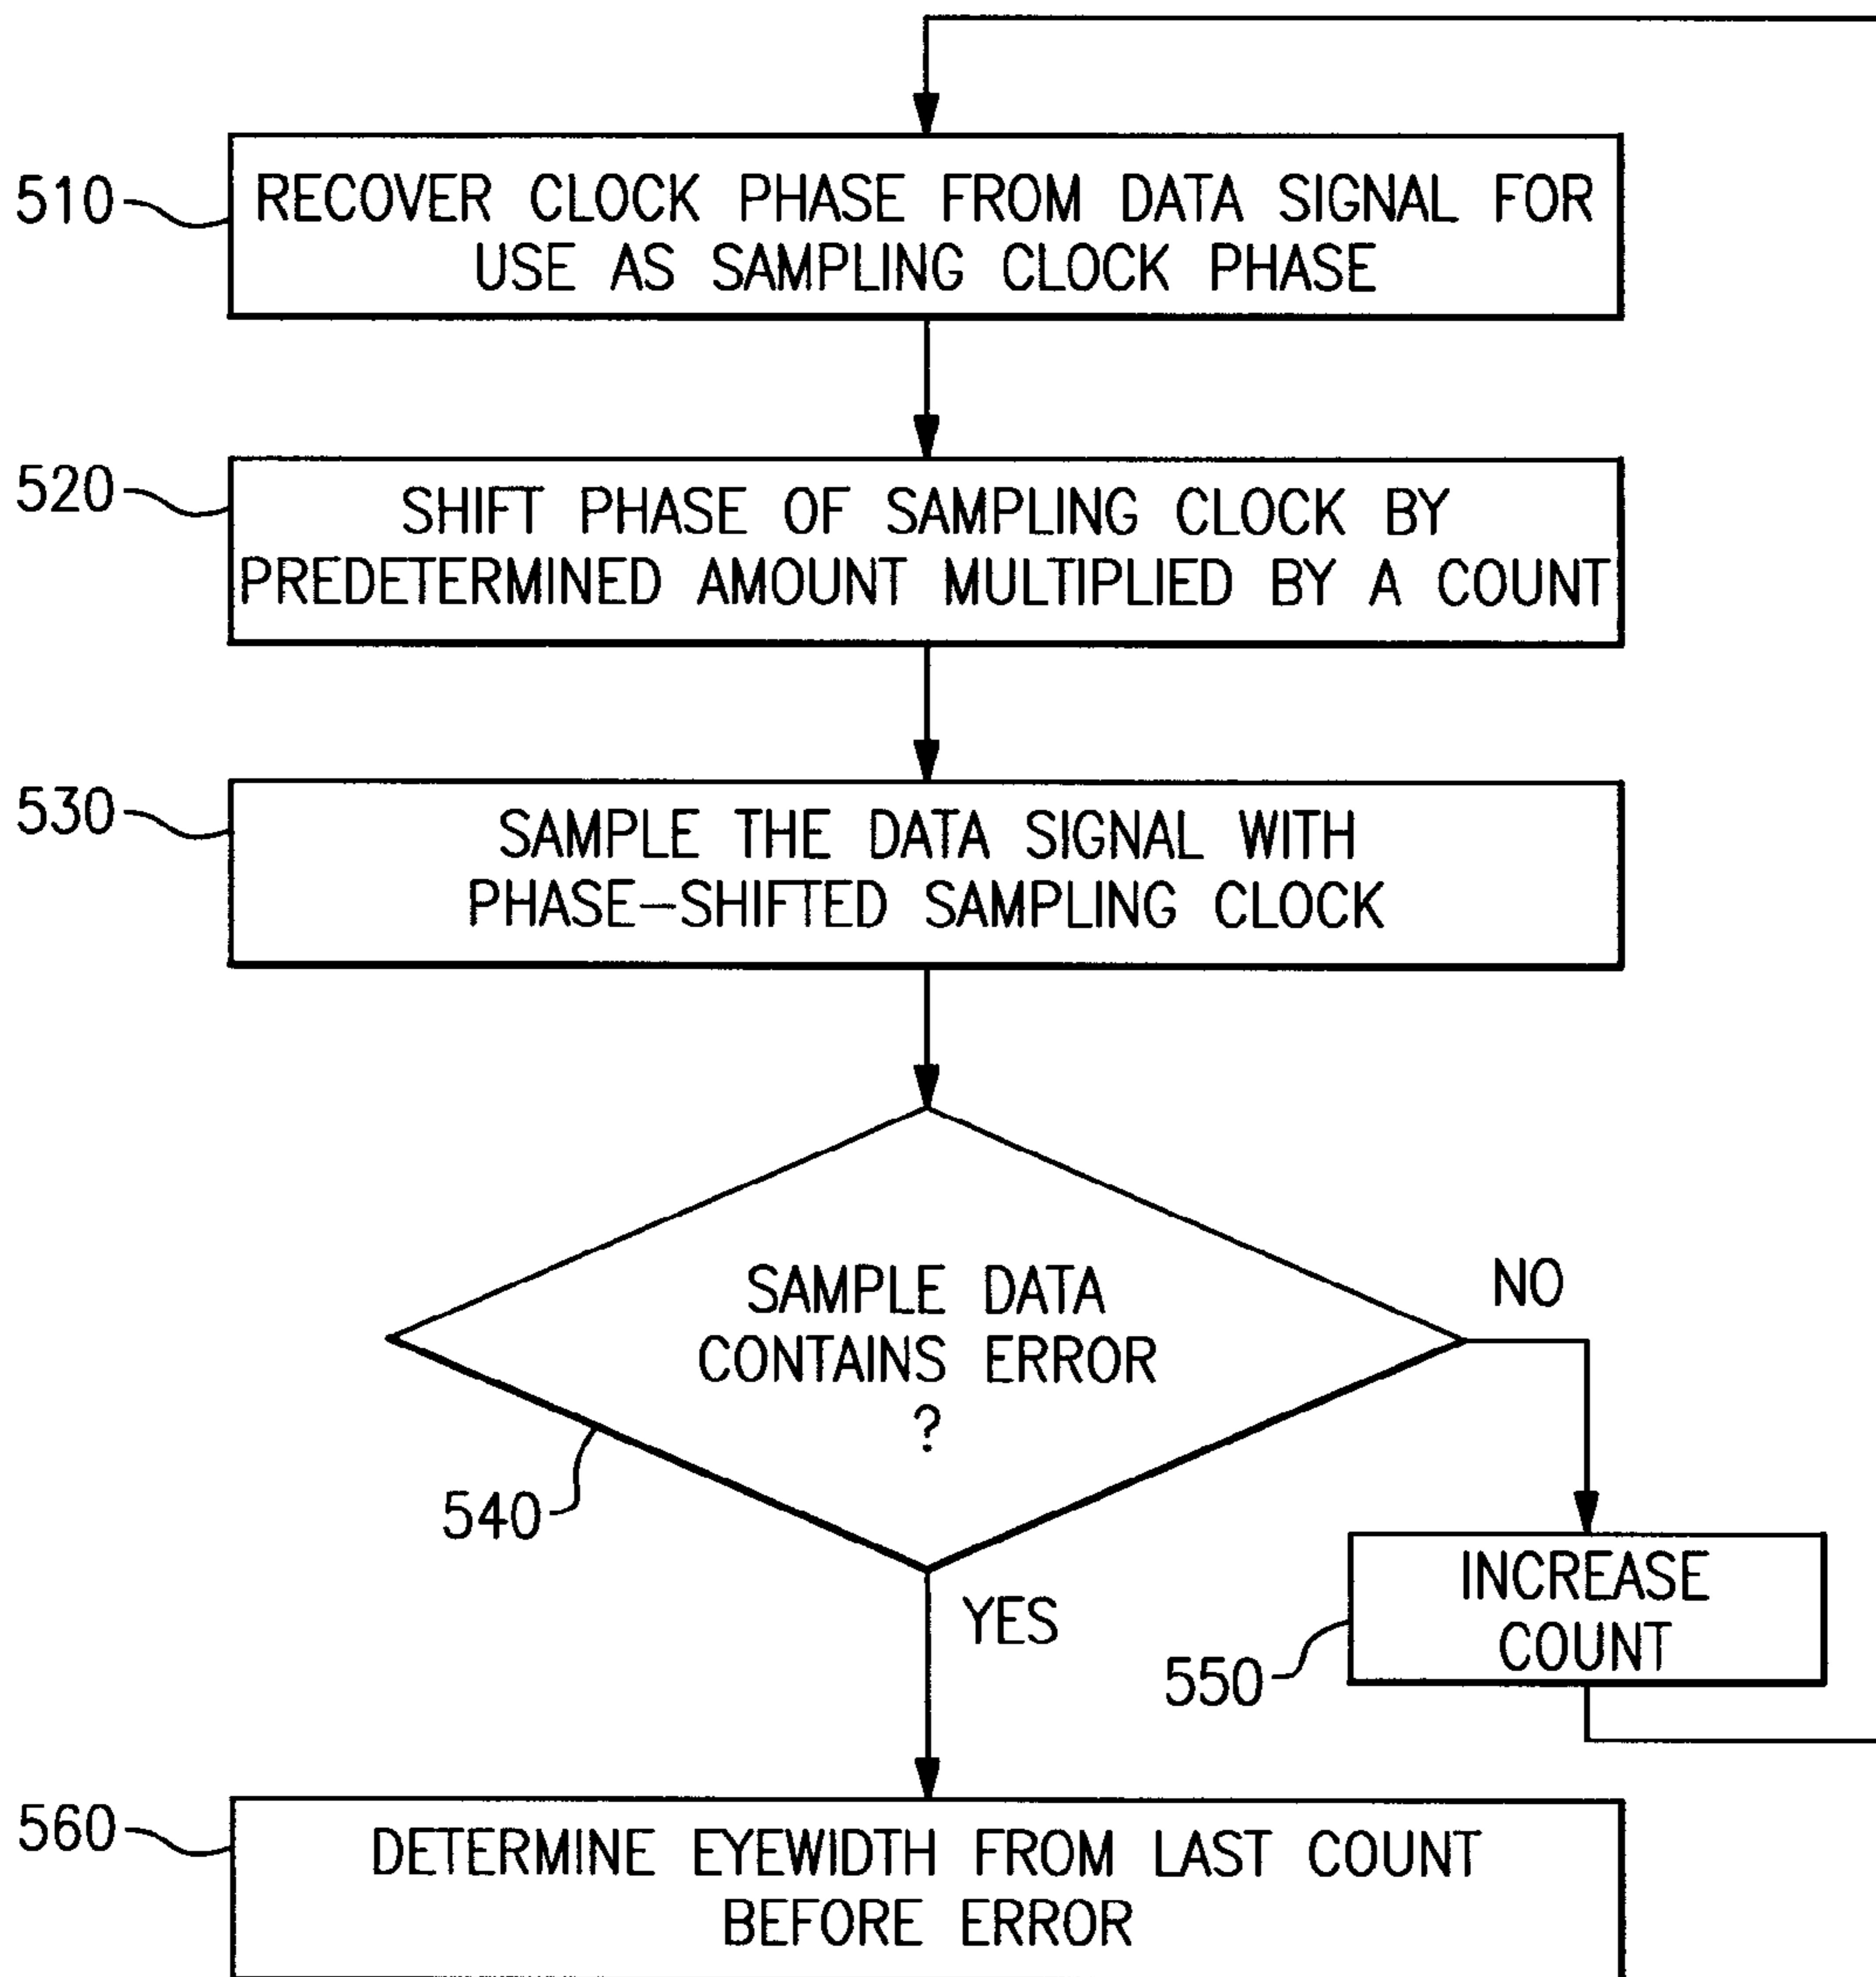 510
RECOVER CLOCK PHASE FROM DATA SIGNAL FOR
USE AS SAMPLING CLOCK PHASE
520
SHIFT PHASE OF SAMPLING CLOCK BY
PREDETERMINED AMOUNT MULTIPLIED BY A COUNT
530
SAMPLE THE DATA SIGNAL WITH
PHASE-SHIFTED SAMPLING CLOCK
SAMPLE DATA
CONTAINS ERROR
?
540
NO
YES
INCREASE
COUNT
550
560
DETERMINE EYEWIDTH FROM LAST COUNT
BEFORE ERROR